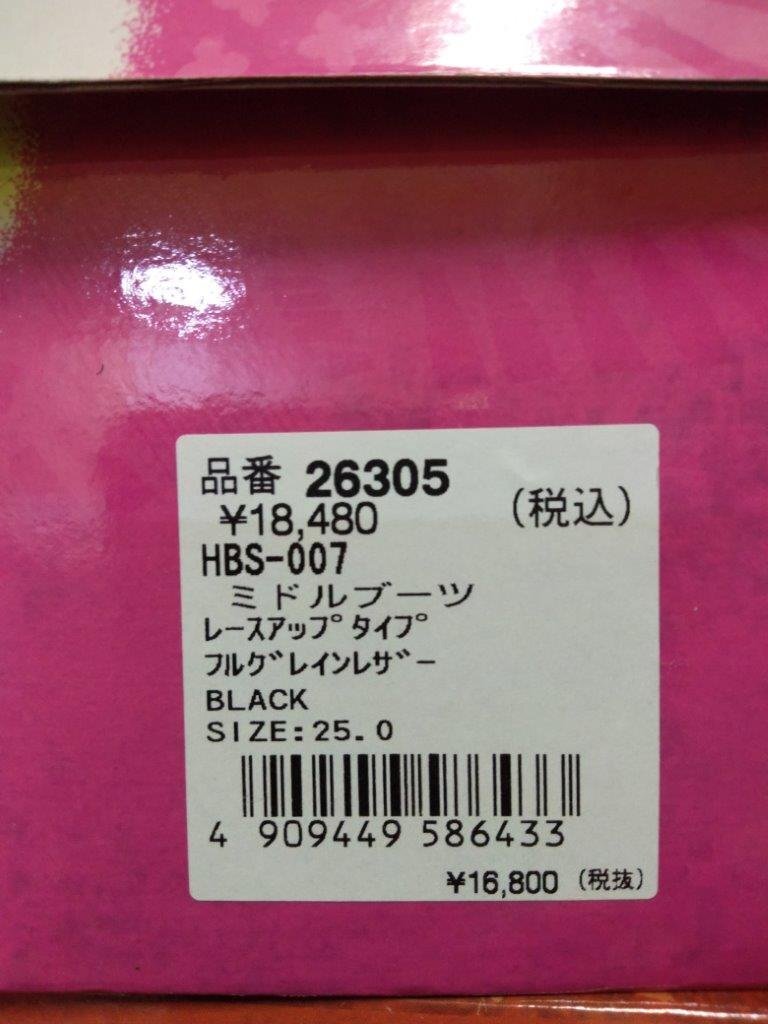 品番 26305
¥18,480 (税込)
HBS-007
ミドルブーツ
レースアップタイプ
フルグレインレザー
BLACK
SIZE:25.0
4 909449 586433
¥16,800 (税抜)